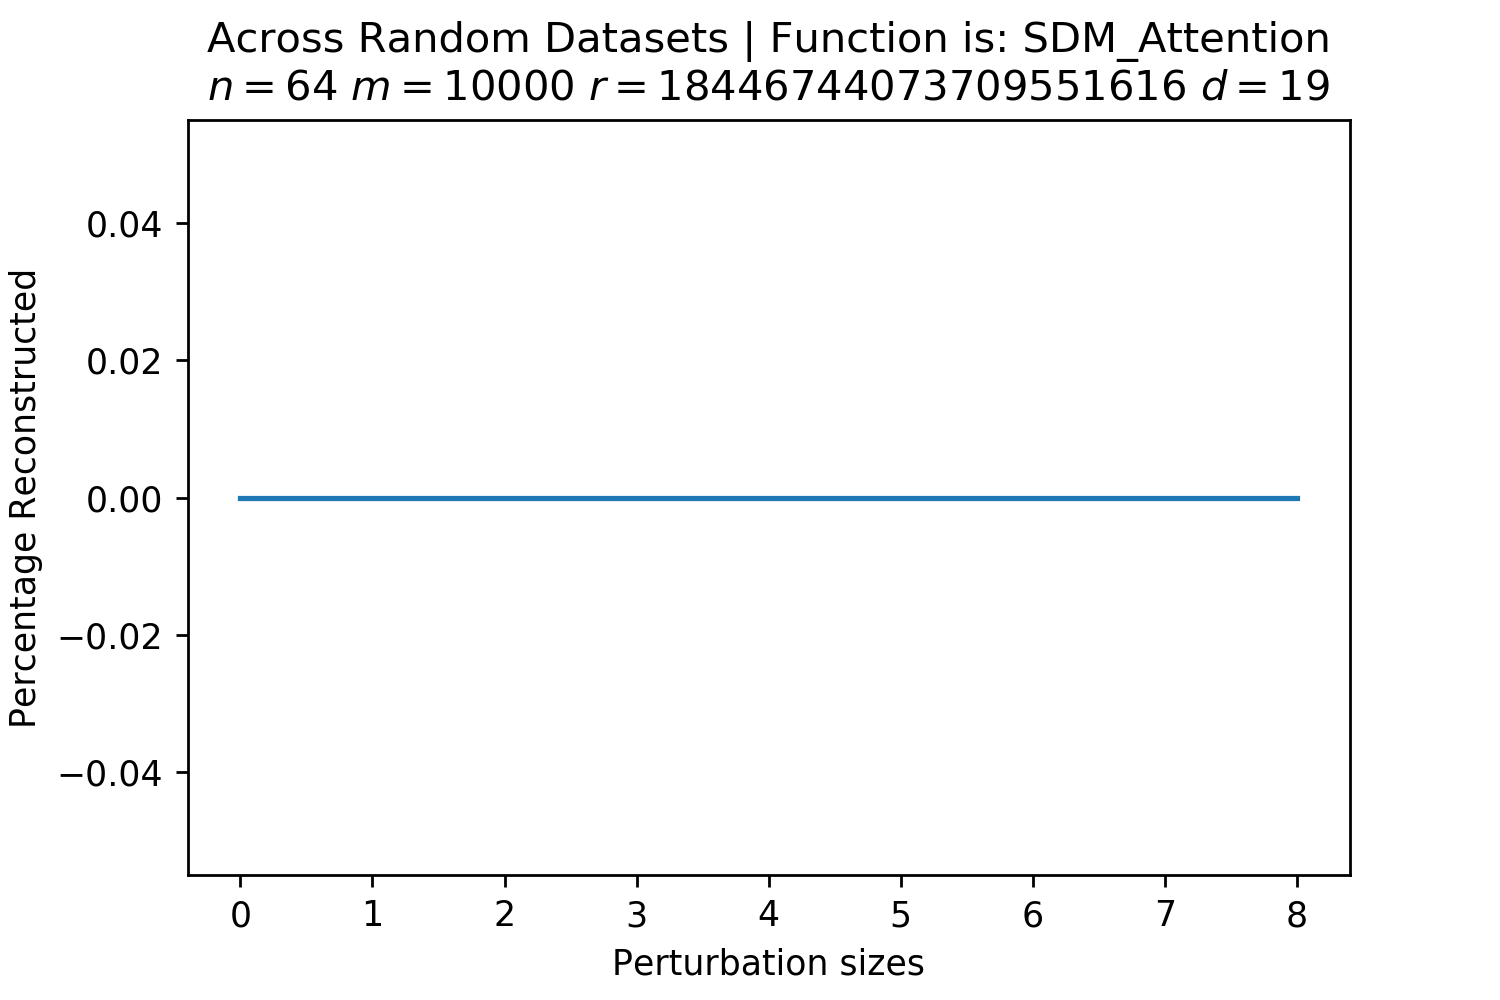 Across Random Datasets | Function is: SDM_Attention
n = 64 m = 10000 r = 18446744073709551616 d = 19
0.04
0.02
0.00
−0.02
−0.04
Percentage Reconstructed
0 1 2 3 4 5 6 7 8
Perturbation sizes